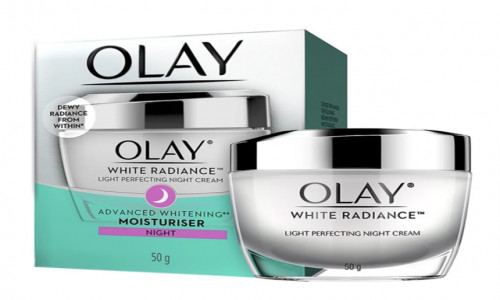 OLAY
DEWY
RADIANCE
FROM
WITHIN*
OLAY®
WHITE RADIANCE™
LIGHT PERFECTING NIGHT CREAM
ADVANCED WHITENING**
MOISTURISER
NIGHT
50 g
OLAY®
WHITE RADIANCE™
LIGHT PERFECTING NIGHT CREAM
50 g